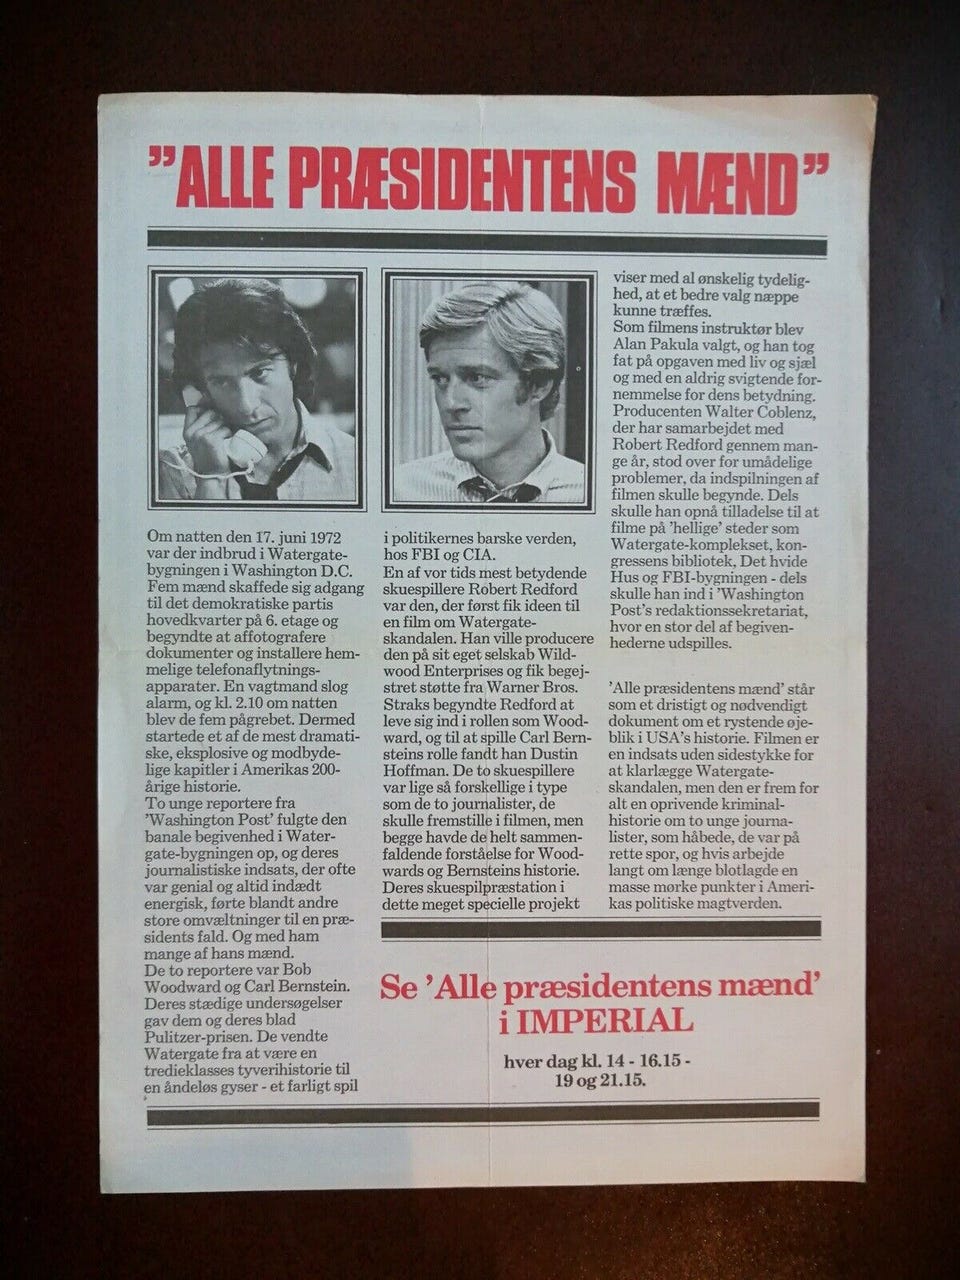 ”ALLE PRÆSIDENTENS MÆND”
Om natten den 17. juni 1972
var der indbrud i Watergate-
bygningen i Washington D.C.
Fem mænd skaffede sig adgang
til det demokratiske partis
hovedkvarter på 6. etage og
begyndte at affotografere
dokumenter og installere hem-
melige telefonaflytnings-
apparater. En vagtmand slog
alarm, og kl. 2.10 om natten
blev de fem pågrebet. Dermed
startede et af de mest dramati-
ske, eksplosive og modbyde-
lige kapitler i Amerikas 200-
årige historie.
To unge reportere fra
’Washington Post’ fulgte den
banale begivenhed i Water-
gate-bygningen op, og deres
journalistiske indsats, der ofte
var genial og altid indædt
energisk, førte blandt andre
store omvæltninger til en præ-
sidents fald. Og med ham
mange af hans mænd.
De to reportere var Bob
Woodward og Carl Bernstein.
Deres stædige undersøgelser
gav dem og deres blad
Pulitzer-prisen. De vendte
Watergate fra at være en
tredieklasses tyverihistorie til
en åndeløs gyser - et farligt spil
i politikernes barske verden,
hos FBI og CIA.
En af vor tids mest betydende
skuespillere Robert Redford
var den, der først fik ideen til
en film om Watergate-
skandalen. Han ville producere
den på sit eget selskab Wild-
wood Enterprises og fik begej-
stret støtte fra Warner Bros.
Straks begyndte Redford at
leve sig ind i rollen som Wood-
ward, og til at spille Carl Bern-
steins rolle fandt han Dustin
Hoffman. De to skuespillere
var lige så forskellige i type
som de to journalister, de
skulle fremstille i filmen, men
begge havde de helt sammen-
faldende forståelse for Wood-
wards og Bernsteins historie.
Deres skuespilpræstation i
dette meget specielle projekt
viser med al ønskelig tydelig-
hed, at et bedre valg næppe
kunne træffes.
Som filmens instruktør blev
Alan Pakula valgt, og han tog
fat på opgaven med liv og sjæl
og med en aldrig svigtende for-
nemmelse for dens betydning.
Producenten Walter Coblenz,
der har samarbejdet med
Robert Redford gennem man-
ge år, stod over for umådelige
problemer, da indspilningen af
filmen skulle begynde. Dels
skulle han opnå tilladelse til at
filme på ’hellige’ steder som
Watergate-komplekset, kon-
gressens bibliotek, Det hvide
Hus og FBI-bygningen - dels
skulle han ind i ’Washington
Post’s redaktionssekretariat,
hvor en stor del af begiven-
hederne udspilles.
’Alle præsidentens mænd’ står
som et dristigt og nødvendigt
dokument om et rystende øje-
blik i USA’s historie. Filmen er
en indsats uden sidestykke for
at klarlægge Watergate-
skandalen, men den er frem for
alt en oprivende kriminal-
historie om to unge journa-
lister, som håbede, de var på
rette spor, og hvis arbejde
langt om længe blotlagde en
masse mørke punkter i Ameri-
kas politiske magtverden.
Se ’Alle præsidentens mænd’
i IMPERIAL
hver dag kl. 14 - 16.15 -
19 og 21.15.